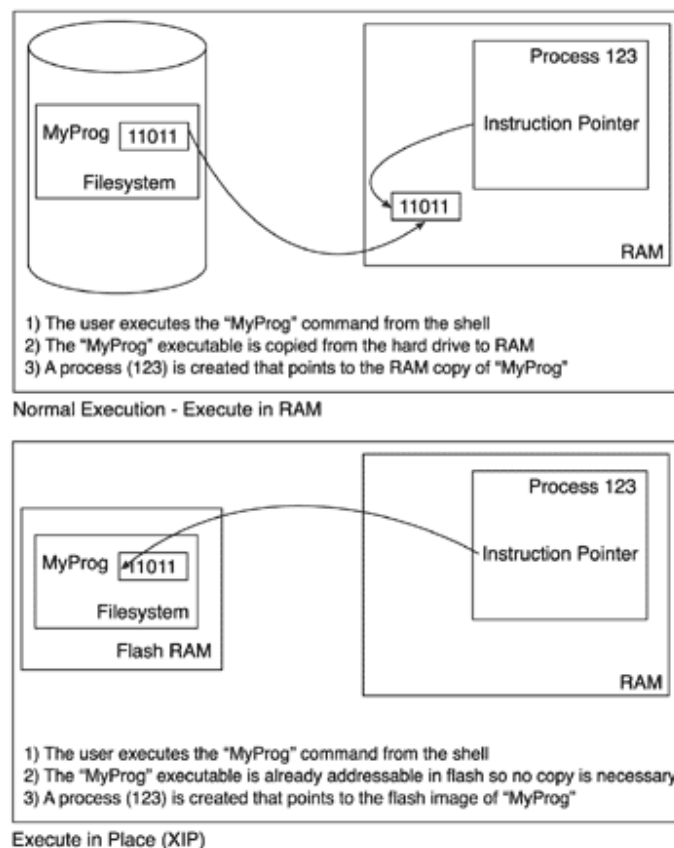 Process 123
MyProg 11011
Instruction Pointer
Filesystem
11011
RAM
1) The user executes the “MyProg” command from the shell
2) The “MyProg” executable is copied from the hard drive to RAM
3) A process (123) is created that points to the RAM copy of “MyProg”
Normal Execution - Execute in RAM
Process 123
MyProg 11011
Instruction Pointer
Filesystem
Flash RAM
RAM
1) The user executes the “MyProg” command from the shell
2) The “MyProg” executable is already addressable in flash so no copy is necessary
3) A process (123) is created that points to the flash image of “MyProg”
Execute in Place (XIP)